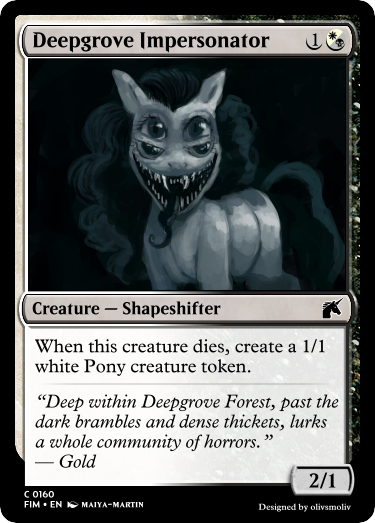 Deepgrove Impersonator 1
Creature — Shapeshifter
When this creature dies, create a 1/1
white Pony creature token.
“Deep within Deepgrove Forest, past the
dark brambles and dense thickets, lurks
a whole community of horrors.”
— Gold
2/1
C 0160
FIM • EN MAIYA-MARTIN
Designed by olivsmoliv